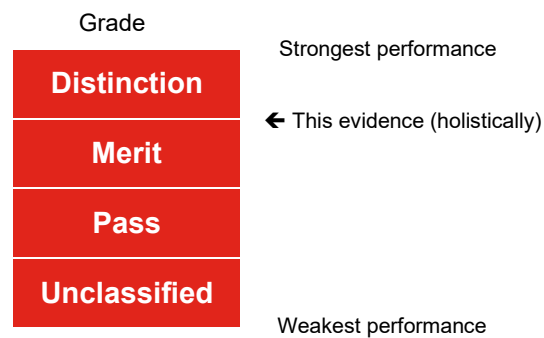 Grade
Strongest performance
Distinction
🡸 This evidence (holistically)
Merit
Pass
Unclassified
Weakest performance